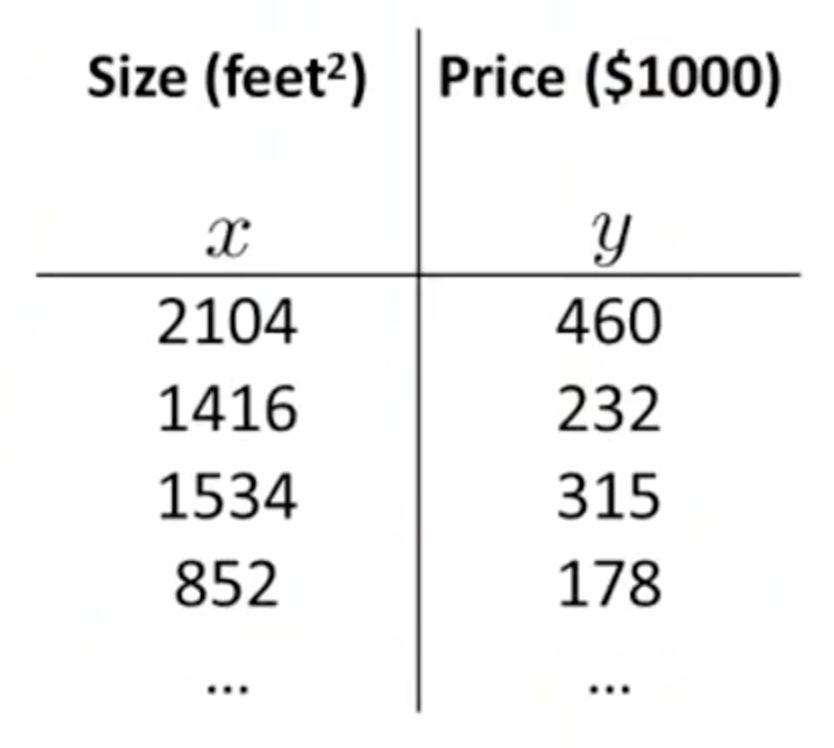 Size (feet²) Price ($1000)
x y
2104 460
1416 232
1534 315
852 178
... ...